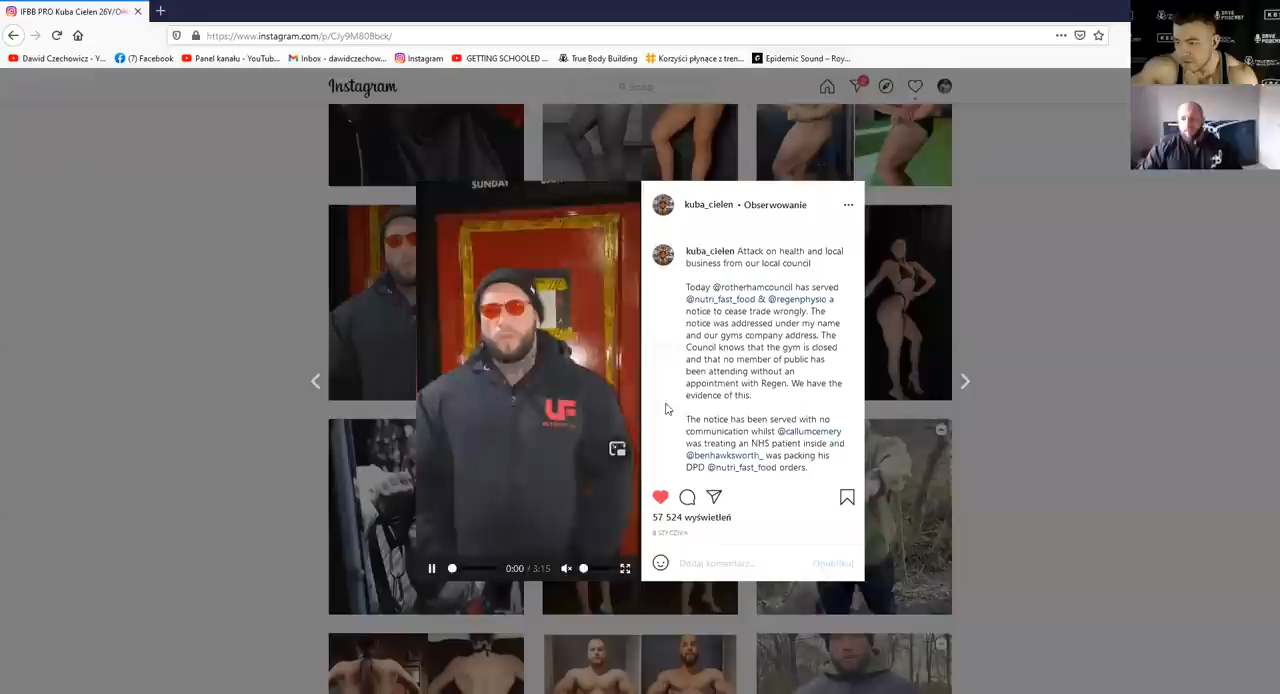 IFBB PRO Kuba Cielen 26Y/O
https://www.instagram.com/p/CJy9M80Bbck/
Dawid Czechowicz - Y... (7) Facebook Panel kanału - YouTub... Inbox - dawidczechow... Instagram GETTING SCHOOLED ... True Body Building Korzyści płynące z tren... Epidemic Sound – Roy...
Instagram
Szukaj
SUNDAY
UF
kuba_cielen • Obserwowanie
kuba_cielen Attack on health and local
business from our local council
Today @rotherhamcouncil has served
@nutri_fast_food & @regenphysio a
notice to cease trade wrongly. The
notice was addressed under my name
and our gyms company address. The
Council knows that the gym is closed
and that no member of public has
been attending without an
appointment with Regen. We have the
evidence of this.
The notice has been served with no
communication whilst @callumcemery
was treating an NHS patient inside and
@benhawksworth_ was packing his
DPD @nutri_fast_food orders.
57 524 wyświetleń
8 STYCZNIA
0:00 / 3:15
Dodaj komentarz... Opublikuj